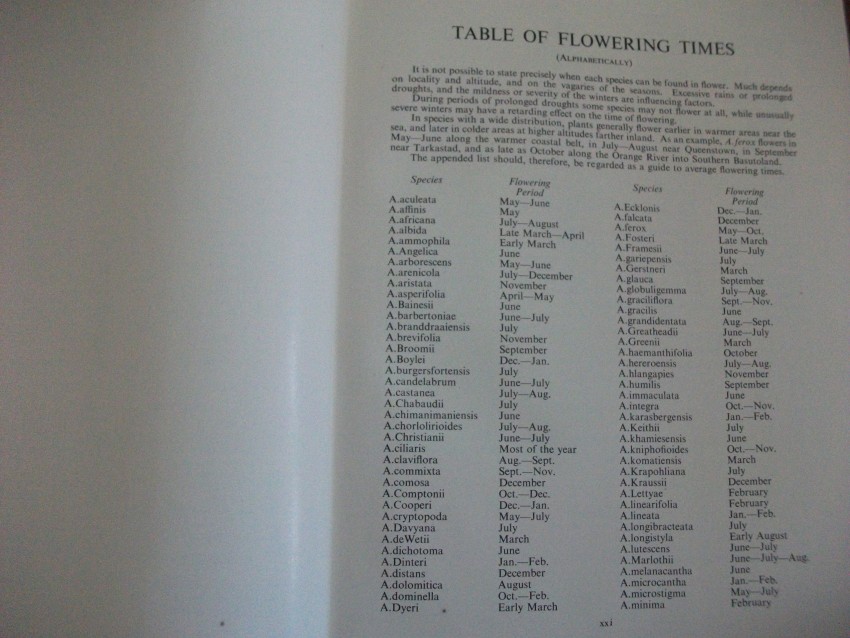 TABLE OF FLOWERING TIMES
(ALPHABETICALLY)
It is not possible to state precisely when each species can be found in flower. Much depends
on locality and altitude, and on the vagaries of the seasons. Excessive rains or prolonged
droughts, and the mildness or severity of the winters are influencing factors.
During periods of prolonged droughts some species may not flower at all, while unusually
severe winters may have a retarding effect on the time of flowering.
In species with a wide distribution, plants generally flower earlier in warmer areas near the
sea, and later in colder areas at higher altitudes farther inland. As an example, A.ferox flowers in
May—June along the warmer coastal belt, in July—August near Queenstown, in September
near Tarkastad, and as late as October along the Orange River into Southern Basutoland.
The appended list should, therefore, be regarded as a guide to average flowering times.
Species Flowering
Period
A.aculeata May—June
A.affinis May
A.africana July—August
A.albida Late March—April
A.ammophila Early March
A.Angelica June
A.arborescens May—June
A.arenicola July—December
A.aristata November
A.asperifolia April—May
A.Bainesii June
A.barbertoniae June—July
A.branddraaiensis July
A.brevifolia November
A.Broomii September
A.Boylei Dec.—Jan.
A.burgersfortensis July
A.candelabrum June—July
A.castanea July—Aug.
A.Chabaudii July
A.chimanimaniensis June
A.chorlolirioides July—Aug.
A.Christianii June—July
A.ciliaris Most of the year
A.claviflora Aug.—Sept.
A.commixta Sept.—Nov.
A.comosa December
A.Comptonii Oct.—Dec.
A.Cooperi Dec.—Jan.
A.cryptopoda May—July
A.Davyana July
A.deWetii March
A.dichotoma June
A.Dinteri Jan.—Feb.
A.distans December
A.dolomitica August
A.dominella Oct.—Feb.
A.Dyeri Early March
Species Flowering
Period
A.Ecklonis Dec.—Jan.
A.falcata December
A.ferox May—Oct.
A.Fosteri Late March
A.Framesii June—July
A.gariepensis July
A.Gerstneri March
A.glauca September
A.globuligemma July—Aug.
A.graciliflora Sept.—Nov.
A.gracilis June
A.grandidentata Aug.—Sept.
A.Greatheadii June—July
A.Greenii March
A.haemanthifolia October
A.hereroensis July—Aug.
A.hlangapies November
A.humilis September
A.immaculata June
A.integra Oct.—Nov.
A.karasbergensis Jan.—Feb.
A.Keithii July
A.khamiesensis June
A.kniphofioides Oct.—Nov.
A.komatiensis March
A.Krapohliana July
A.Kraussii December
A.Lettyae February
A.linearifolia February
A.lineata Jan.—Feb.
A.longibracteata July
A.longistyla Early August
A.lutescens June—July
A.Marlothii June—July—Aug.
A.melanacantha June
A.microcantha Jan.—Feb.
A.microstigma May—July
A.minima February
xxi